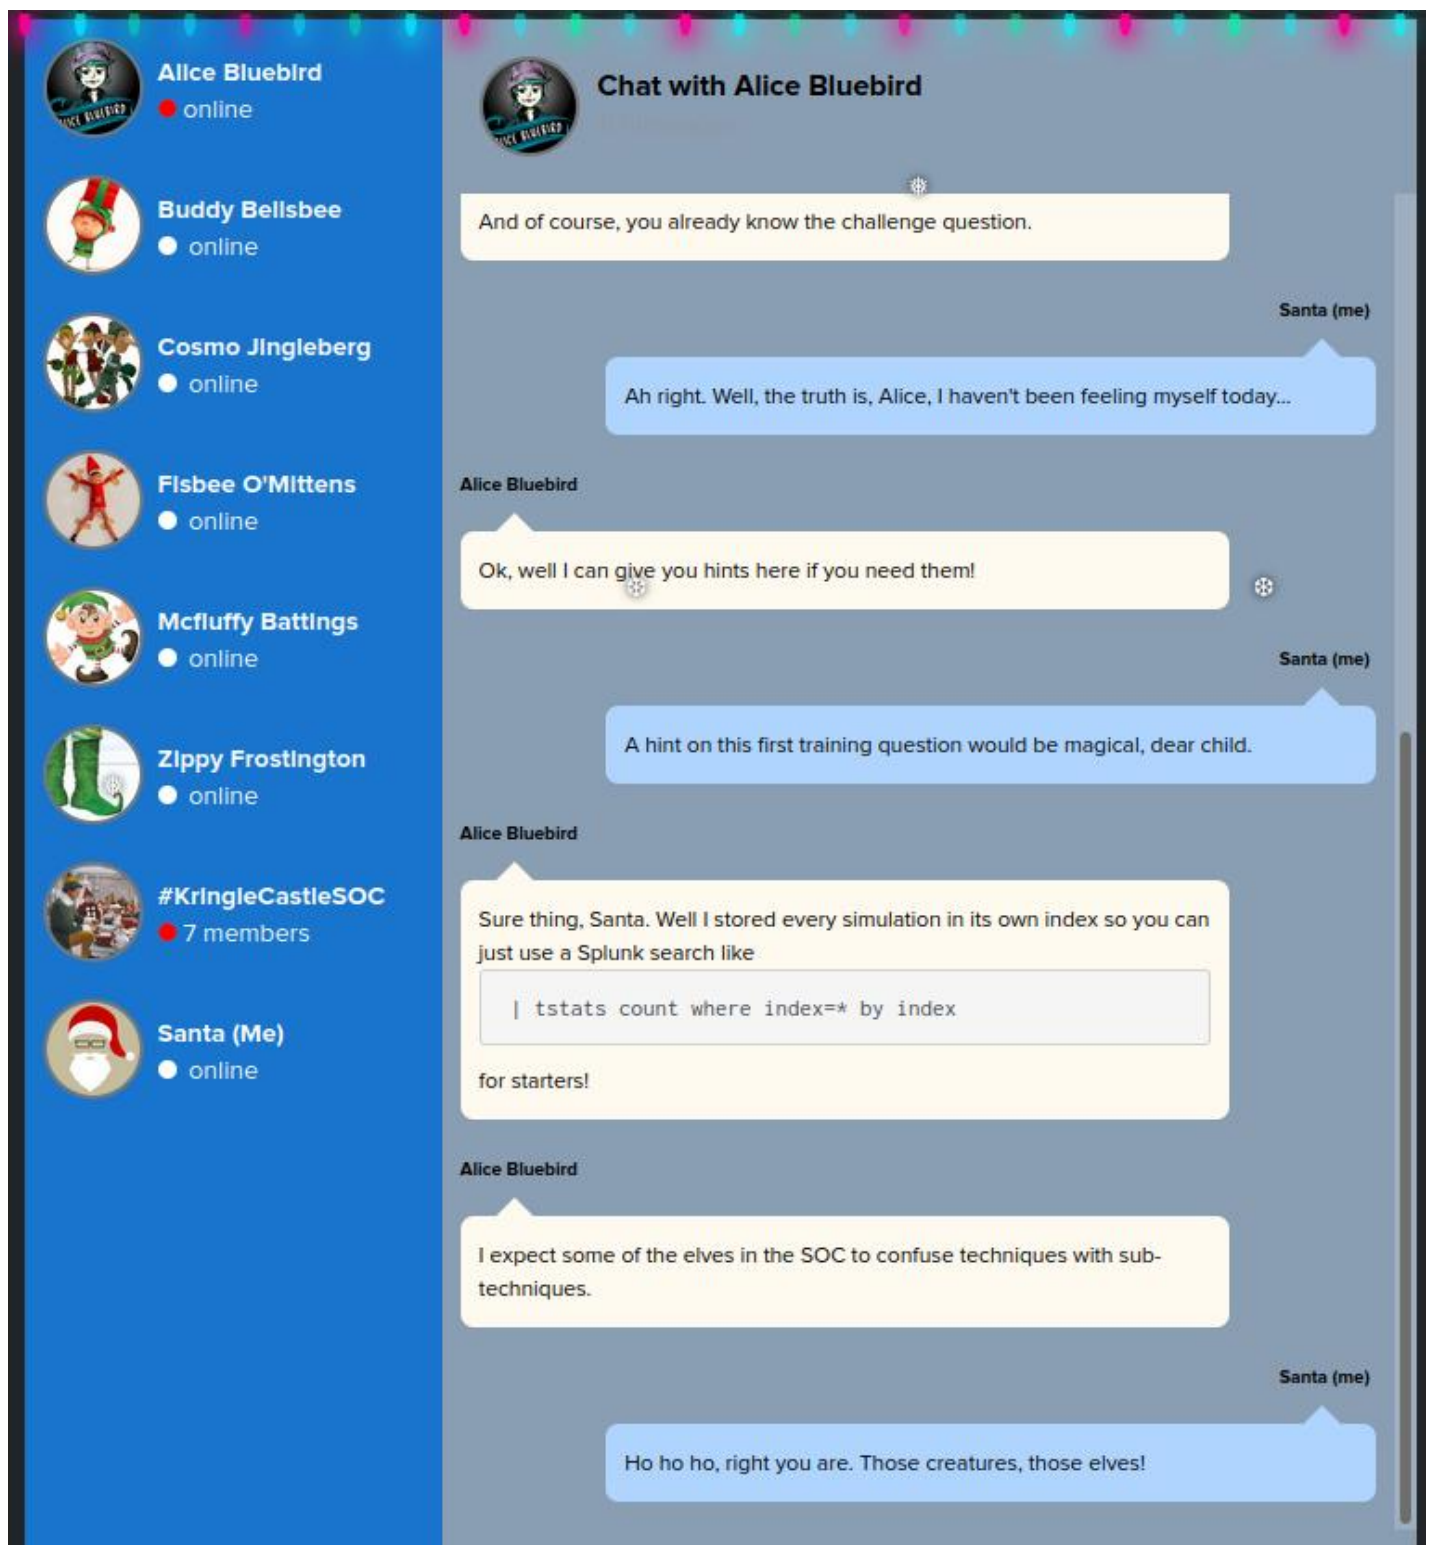 Alice Bluebird
online
Buddy Bellsbee
online
Cosmo Jingleberg
online
Fisbee O'Mittens
online
Mcfluffy Battings
online
Zippy Frostington
online
#KringleCastleSOC
7 members
Santa (Me)
online
ALICE BLUEBIRD
Chat with Alice Bluebird
And of course, you already know the challenge question.
Santa (me)
Ah right. Well, the truth is, Alice, I haven't been feeling myself today...
Alice Bluebird
Ok, well I can give you hints here if you need them!
Santa (me)
A hint on this first training question would be magical, dear child.
Alice Bluebird
Sure thing, Santa. Well I stored every simulation in its own index so you can
just use a Splunk search like
| tstats count where index=* by index
for starters!
Alice Bluebird
I expect some of the elves in the SOC to confuse techniques with sub-
techniques.
Santa (me)
Ho ho ho, right you are. Those creatures, those elves!